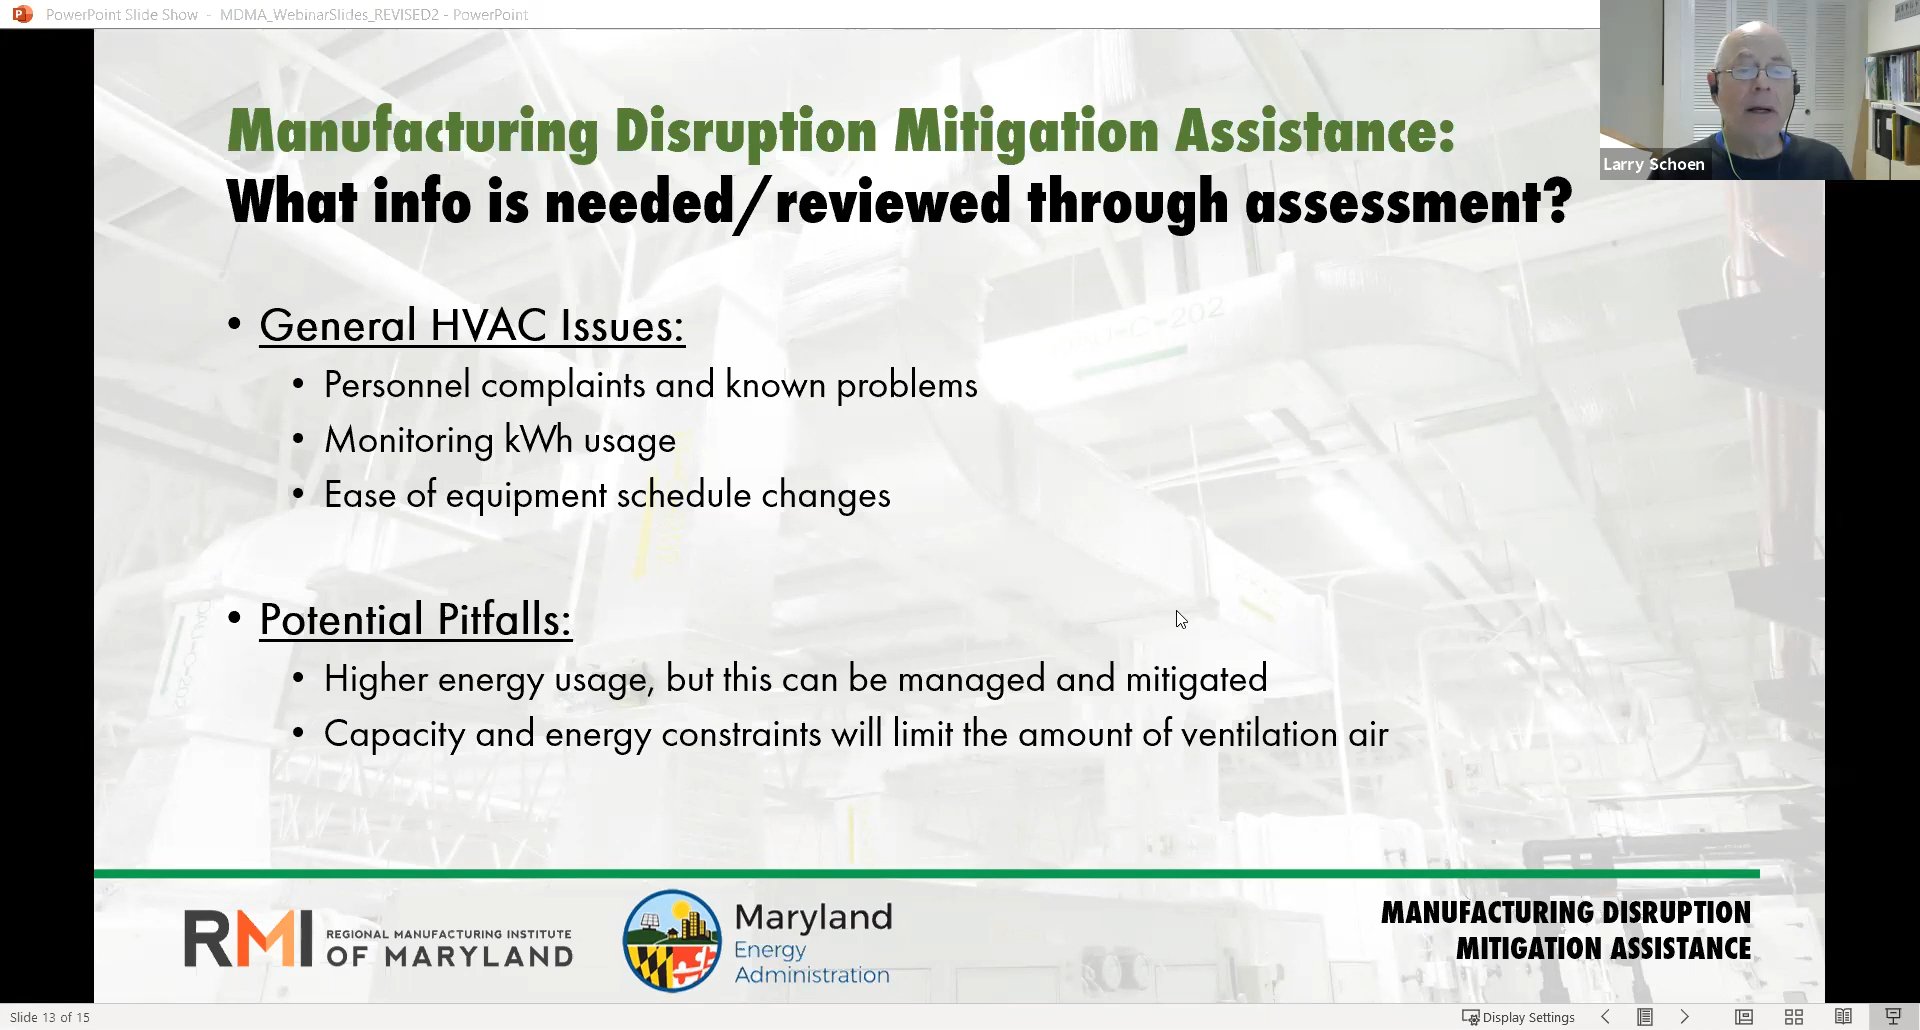 PowerPoint Slide Show - MDMA_WebinarSlides_REVISED2 - PowerPoint
Larry Schoen
Manufacturing Disruption Mitigation Assistance:
What info is needed/reviewed through assessment?
• General HVAC Issues:
• Personnel complaints and known problems
• Monitoring kWh usage
• Ease of equipment schedule changes
• Potential Pitfalls:
• Higher energy usage, but this can be managed and mitigated
• Capacity and energy constraints will limit the amount of ventilation air
RMI REGIONAL MANUFACTURING INSTITUTE
OF MARYLAND
Maryland
Energy
Administration
MANUFACTURING DISRUPTION
MITIGATION ASSISTANCE
Slide 13 of 15
Display Settings